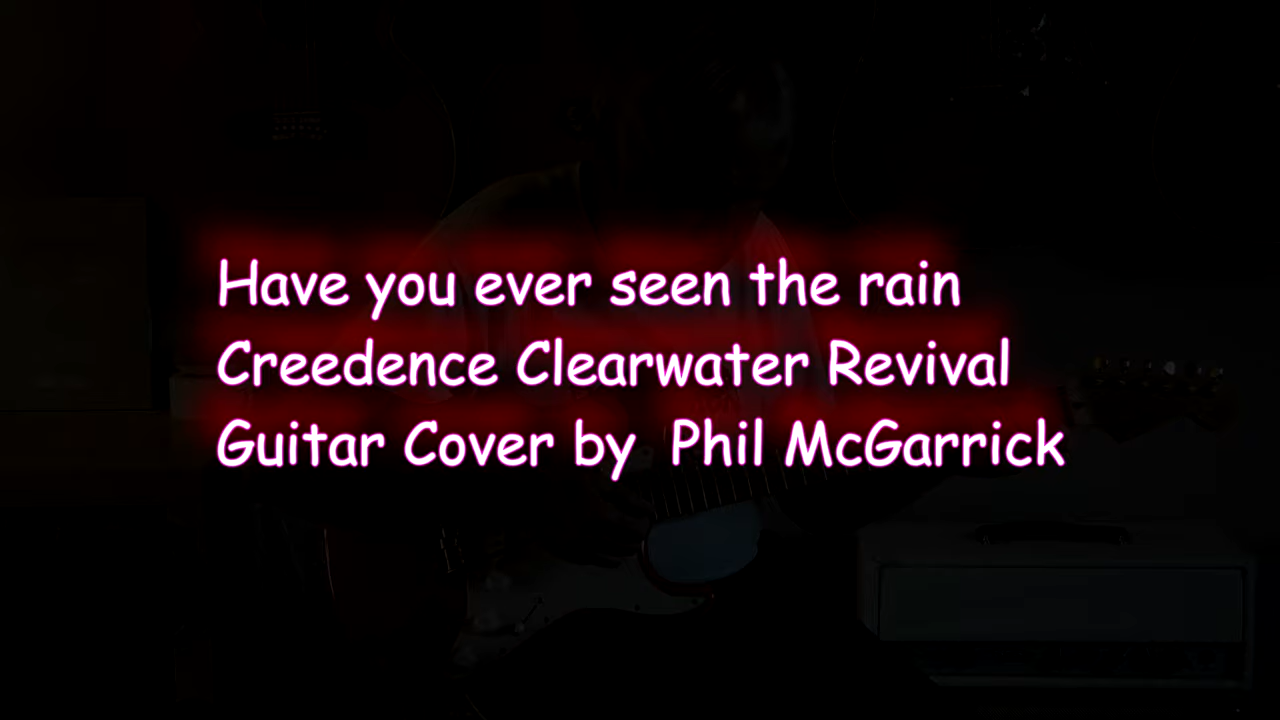 Have you ever seen the rain
Creedence Clearwater Revival
Guitar Cover by  Phil McGarrick